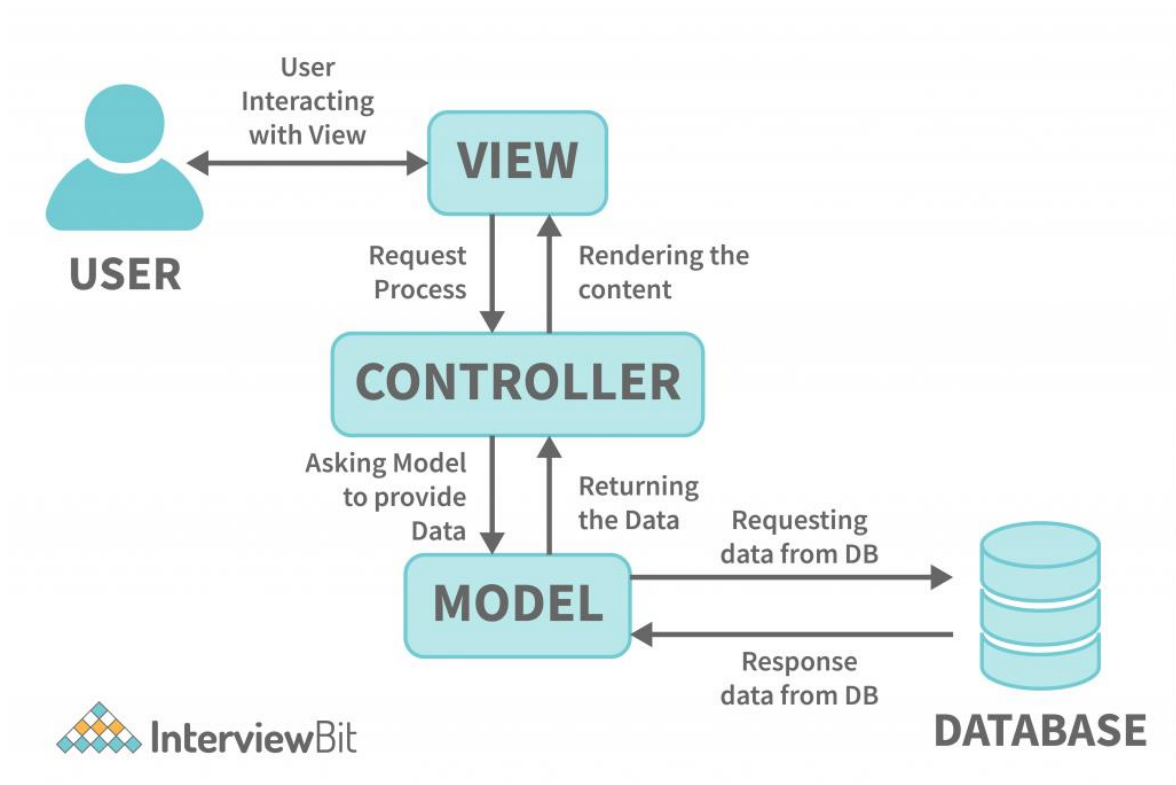 User
Interacting
with View
VIEW
USER
Request
Process
Rendering the
content
CONTROLLER
Asking Model
to provide
Data
Returning
the Data
Requesting
data from DB
MODEL
Response
data from DB
DATABASE
InterviewBit